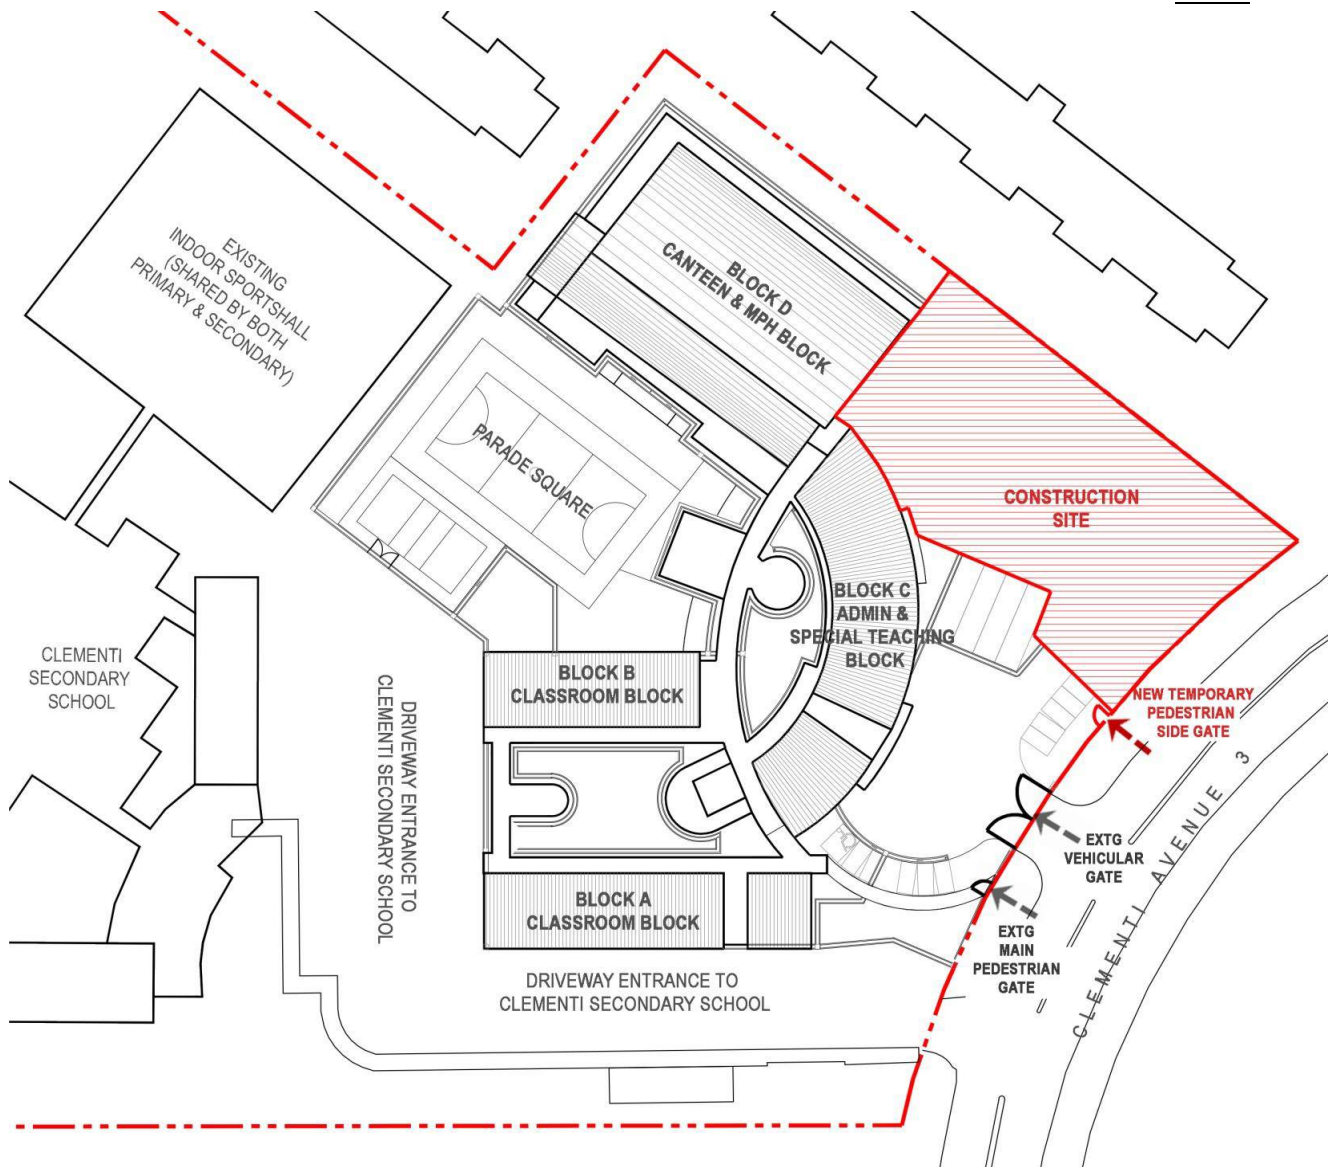 EXISTING
INDOOR SPORTSHALL
(SHARED BY BOTH
PRIMARY & SECONDARY)
BLOCK D
CANTEEN & MPH BLOCK
PARADE SQUARE
CONSTRUCTION
SITE
BLOCK C
ADMIN &
SPECIAL TEACHING
BLOCK
CLEMENTI
SECONDARY
SCHOOL
BLOCK B
CLASSROOM BLOCK
DRIVEWAY ENTRANCE TO
CLEMENTI SECONDARY SCHOOL
NEW TEMPORARY
PEDESTRIAN
SIDE GATE
EXTG
VEHICULAR
GATE
CLEMENTI AVENUE 3
BLOCK A
CLASSROOM BLOCK
EXTG
MAIN
PEDESTRIAN
GATE
DRIVEWAY ENTRANCE TO
CLEMENTI SECONDARY SCHOOL